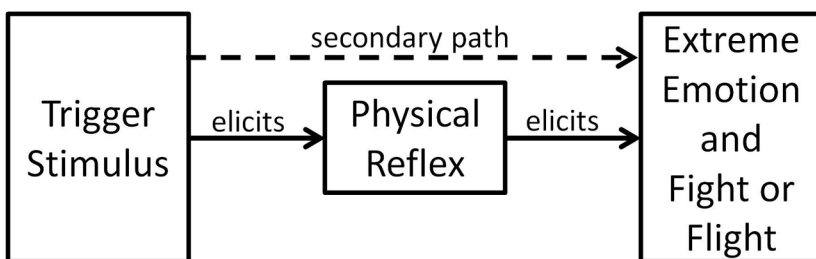 secondary path
Trigger
Stimulus
elicits
Physical
Reflex
elicits
Extreme
Emotion
and
Fight or
Flight